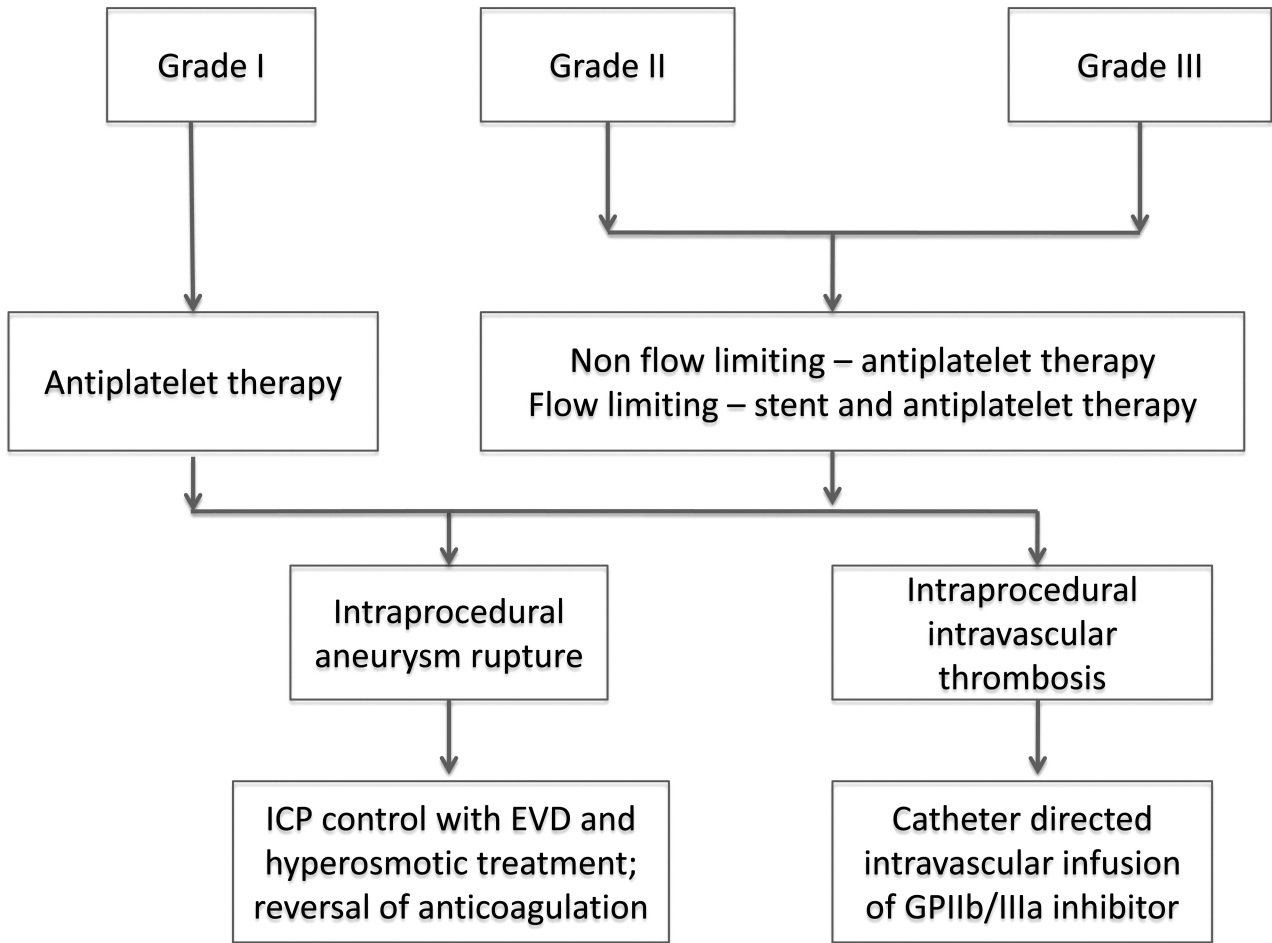 Grade I
Grade II
Grade III
Antiplatelet therapy
Non flow limiting – antiplatelet therapy
Flow limiting – stent and antiplatelet therapy
Intraprocedural
aneurysm rupture
Intraprocedural
intravascular
thrombosis
ICP control with EVD and
hyperosmotic treatment;
reversal of anticoagulation
Catheter directed
intravascular infusion
of GPIIb/IIIa inhibitor